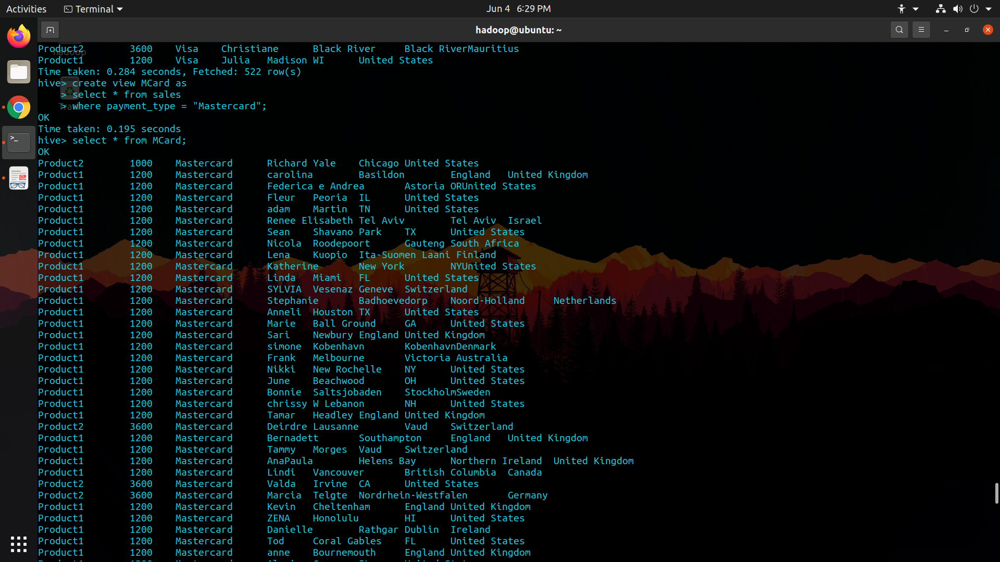 Activities Terminal Jun 4 6:29 PM
hadoop@ubuntu: ~
Product2 3600 Visa Christiane Black River Black RiverMauritius
hadoop
Product1 1200 Visa Julia Madison WI United States
Time taken: 0.284 seconds, Fetched: 522 row(s)
hive> create view MCard as
> select * from sales
> where payment_type = "Mastercard";
Trash
OK
Time taken: 0.195 seconds
hive> select * from MCard;
OK
Product2 1000 Mastercard Richard Yale Chicago United States
Product1 1200 Mastercard carolina Basildon England United Kingdom
Product1 1200 Mastercard Federica e Andrea Astoria ORUnited States
Product1 1200 Mastercard Fleur Peoria IL United States
Product1 1200 Mastercard adam Martin TN United States
Product1 1200 Mastercard Renee Elisabeth Tel Aviv Tel Aviv Israel
Product1 1200 Mastercard Sean Shavano Park TX United States
Product1 1200 Mastercard Nicola Roodepoort Gauteng South Africa
Product1 1200 Mastercard Lena Kuopio Ita-Suomen Laani Finland
Product1 1200 Mastercard Katherine New York NYUnited States
Product1 1200 Mastercard Linda Miami FL United States
Product1 1200 Mastercard SYLVIA Vesenaz Geneve Switzerland
Product1 1200 Mastercard Stephanie Badhoevedorp Noord-Holland Netherlands
Product1 1200 Mastercard Anneli Houston TX United States
Product1 1200 Mastercard Marie Ball Ground GA United States
Product1 1200 Mastercard Sari Newbury England United Kingdom
Product1 1200 Mastercard simone Kobenhavn KobenhavnDenmark
Product1 1200 Mastercard Frank Melbourne Victoria Australia
Product1 1200 Mastercard Nikki New Rochelle NY United States
Product1 1200 Mastercard June Beachwood OH United States
Product1 1200 Mastercard Bonnie Saltsjobaden StockholmSweden
Product1 1200 Mastercard chrissy W Lebanon NH United States
Product1 1200 Mastercard Tamar Headley England United Kingdom
Product2 3600 Mastercard Deirdre Lausanne Vaud Switzerland
Product1 1200 Mastercard Bernadett Southampton England United Kingdom
Product1 1200 Mastercard Tammy Morges Vaud Switzerland
Product1 1200 Mastercard AnaPaula Helens Bay Northern Ireland United Kingdom
Product1 1200 Mastercard Lindi Vancouver British Columbia Canada
Product2 3600 Mastercard Valda Irvine CA United States
Product2 3600 Mastercard Marcia Telgte Nordrhein-Westfalen Germany
Product1 1200 Mastercard Kevin Cheltenham England United Kingdom
Product1 1200 Mastercard ZENA Honolulu HI United States
Product1 1200 Mastercard Danielle Rathgar Dublin Ireland
Product1 1200 Mastercard Tod Coral Gables FL United States
Product1 1200 Mastercard anne Bournemouth England United Kingdom